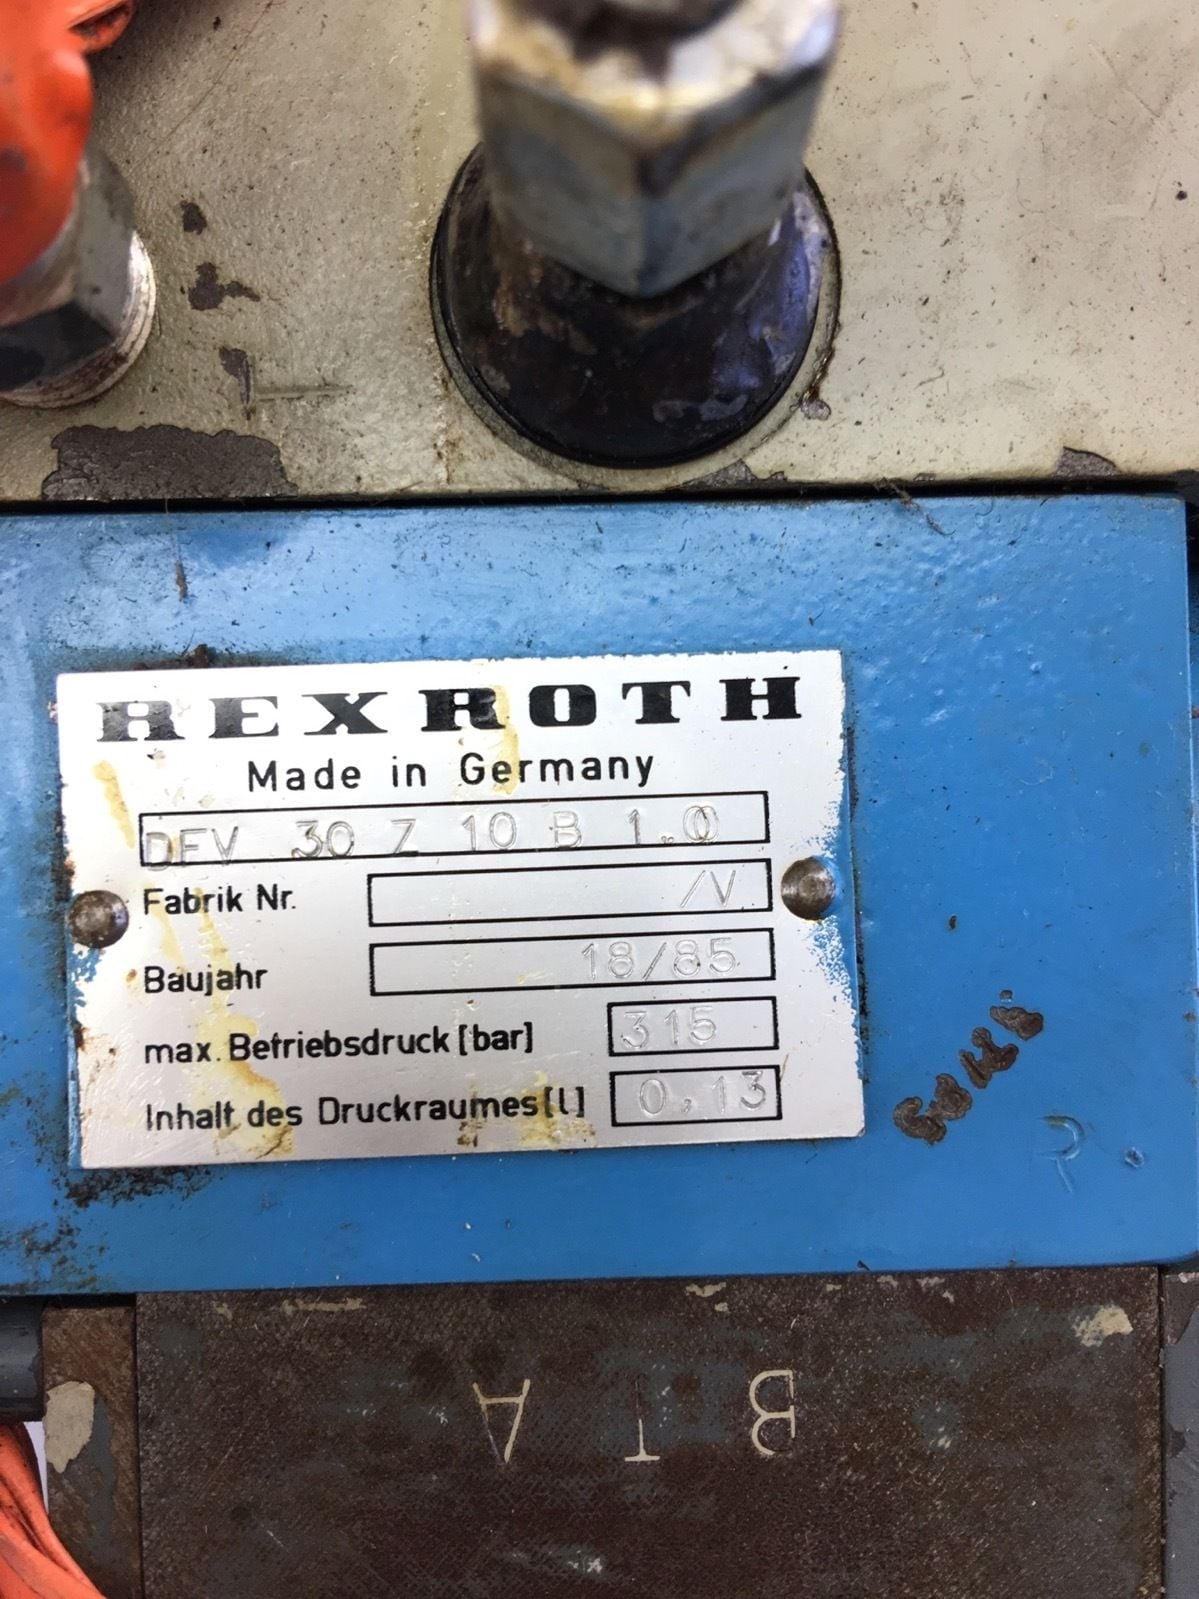 REXROTH
Made in Germany
DFV 30 Z 10 B 1.0
Fabrik Nr. /V
Baujahr 18/85
max. Betriebsdruck [bar] 315
Inhalt des Druckraumes [l] 0,13
R.
A T B